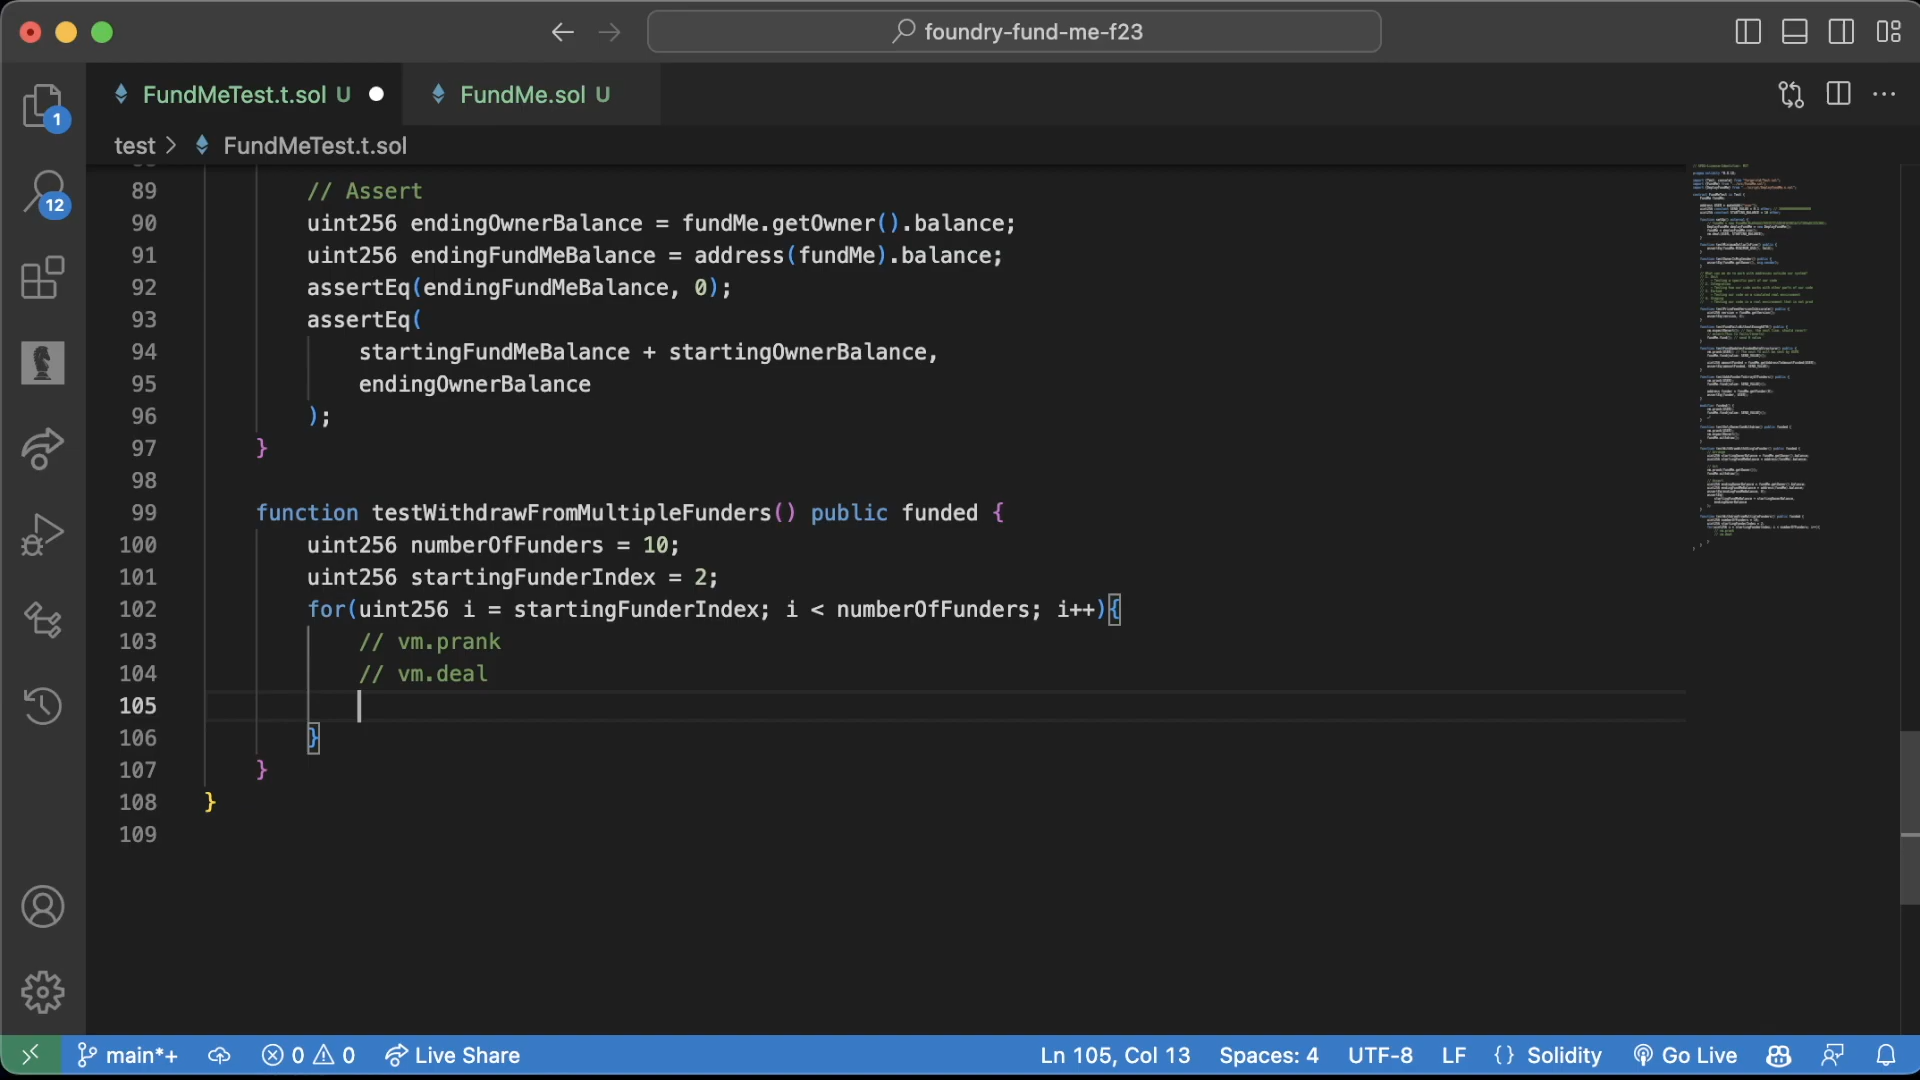 foundry-fund-me-f23
FundMeTest.t.sol U
FundMe.sol U
1
test > FundMeTest.t.sol
12
89 // Assert
90 uint256 endingOwnerBalance = fundMe.getOwner().balance;
91 uint256 endingFundMeBalance = address(fundMe).balance;
92 assertEq(endingFundMeBalance, 0);
93 assertEq(
94 startingFundMeBalance + startingOwnerBalance,
95 endingOwnerBalance
96 );
97 }
98
99 function testWithdrawFromMultipleFunders() public funded {
100 uint256 numberOfFunders = 10;
101 uint256 startingFunderIndex = 2;
102 for(uint256 i = startingFunderIndex; i < numberOfFunders; i++){
103 // vm.prank
104 // vm.deal
105
106 }
107 }
108 }
109
main*+ 0 0 Live Share Ln 105, Col 13 Spaces: 4 UTF-8 LF {} Solidity Go Live